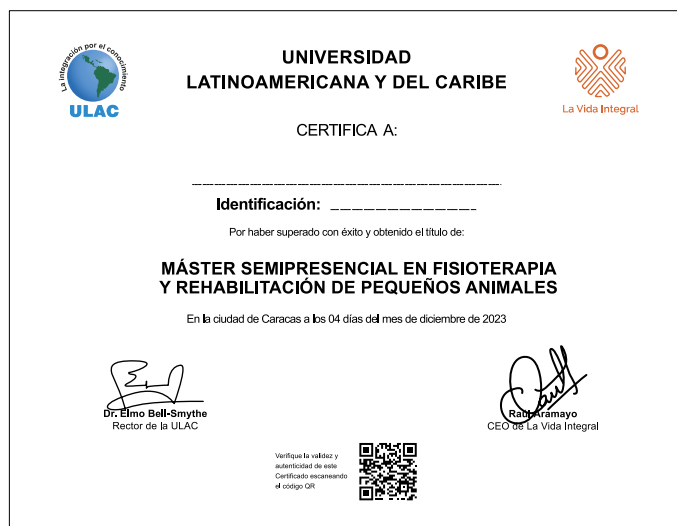 La integración por el conocimiento
ULAC
UNIVERSIDAD
LATINOAMERICANA Y DEL CARIBE
La Vida Integral
CERTIFICA A:
Identificación:
Por haber superado con éxito y obtenido el título de:
MÁSTER SEMIPRESENCIAL EN FISIOTERAPIA
Y REHABILITACIÓN DE PEQUEÑOS ANIMALES
En la ciudad de Caracas a los 04 días del mes de diciembre de 2023
Dr. Elmo Bell-Smythe
Rector de la ULAC
Raúl Aramayo
CEO de La Vida Integral
Verifique la validez y
autenticidad de este
Certificado escaneando
el código QR